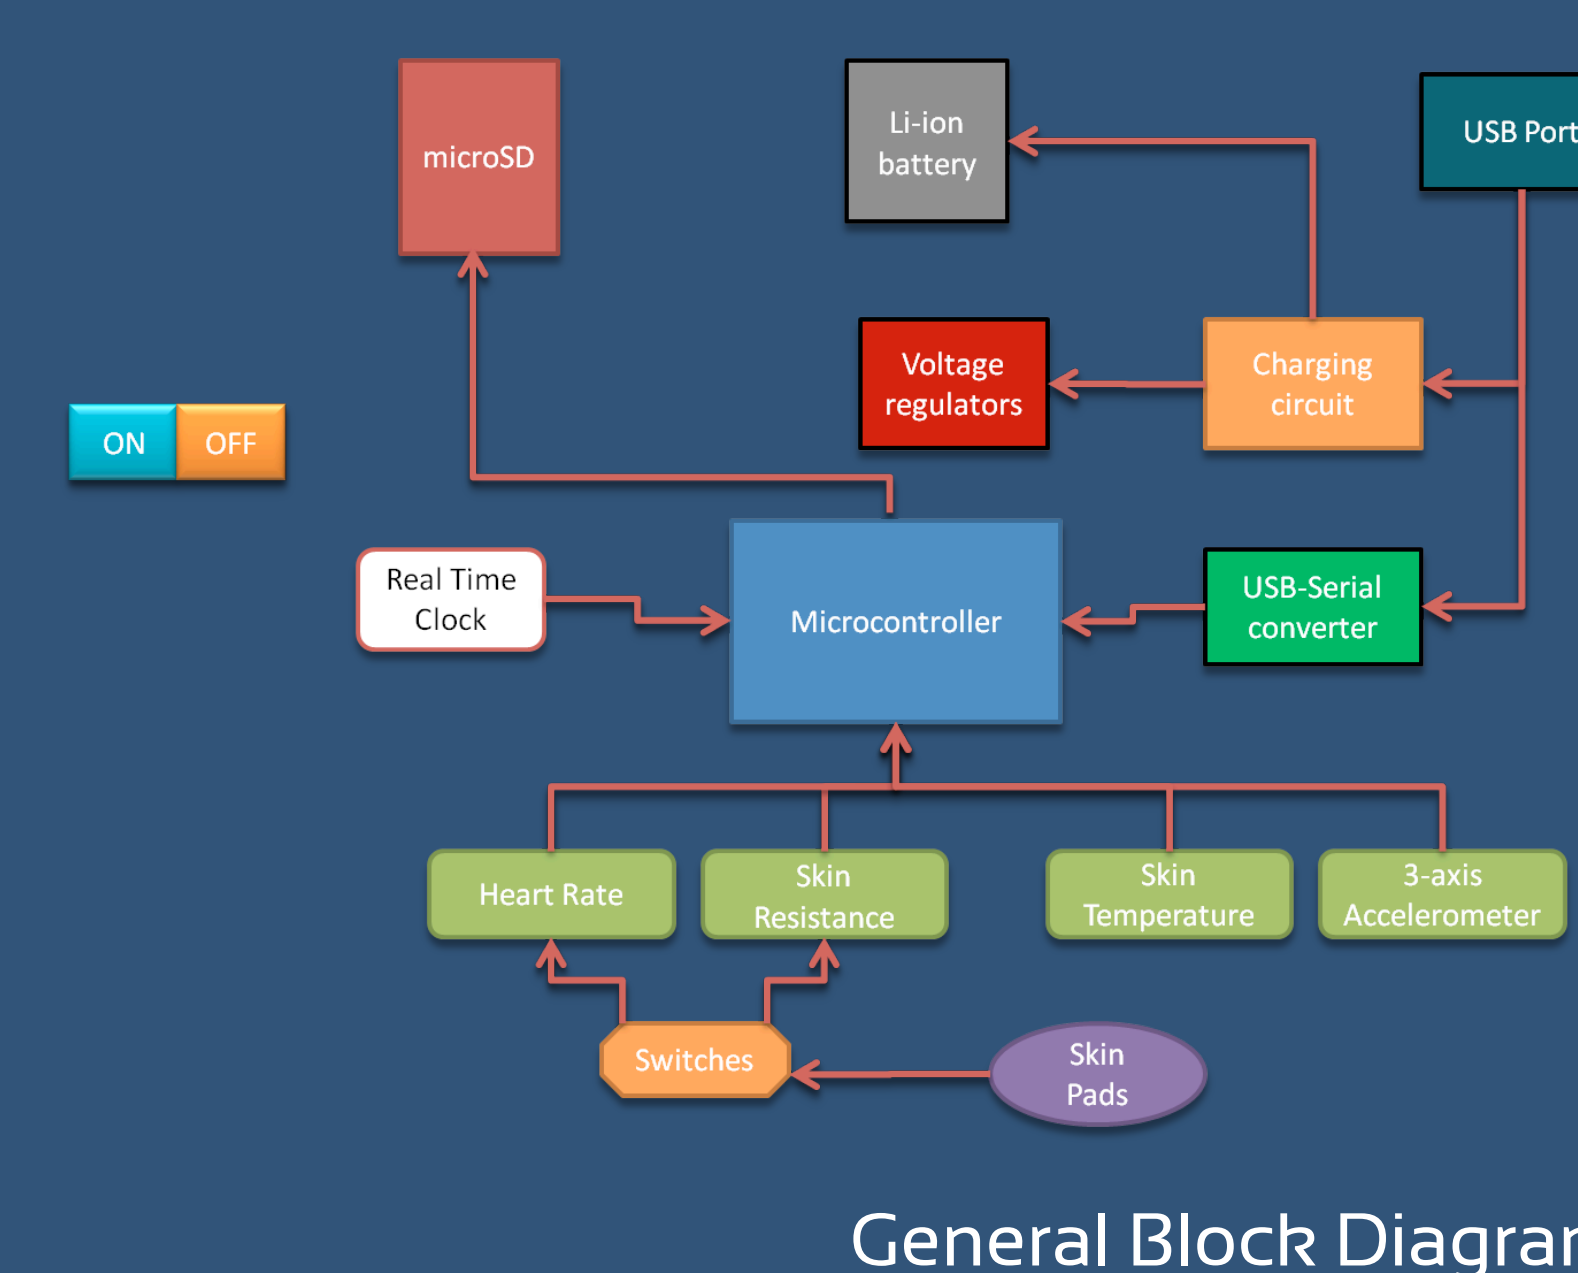 microSD
Li-ion
battery
USB Port
Voltage
regulators
Charging
circuit
ON OFF
Real Time
Clock
Microcontroller
USB-Serial
converter
Heart Rate
Skin
Resistance
Skin
Temperature
3-axis
Accelerometer
Switches
Skin
Pads
General Block Diagra